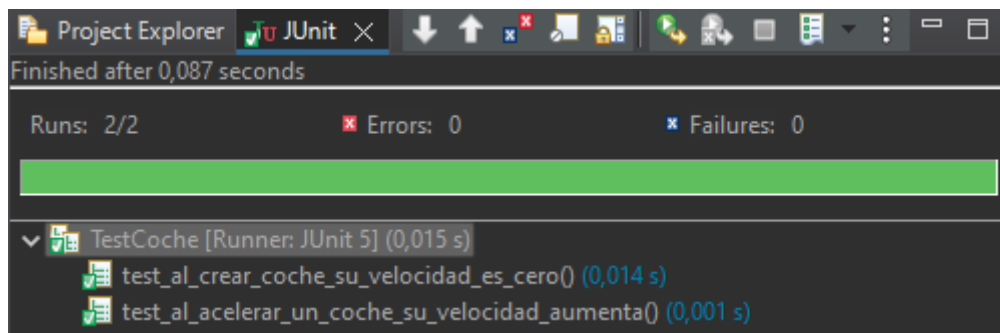 Project Explorer JUnit
Finished after 0,087 seconds
Runs: 2/2 Errors: 0 Failures: 0
TestCoche [Runner: JUnit 5] (0,015 s)
test_al_crear_coche_su_velocidad_es_cero() (0,014 s)
test_al_acelerar_un_coche_su_velocidad_aumenta() (0,001 s)